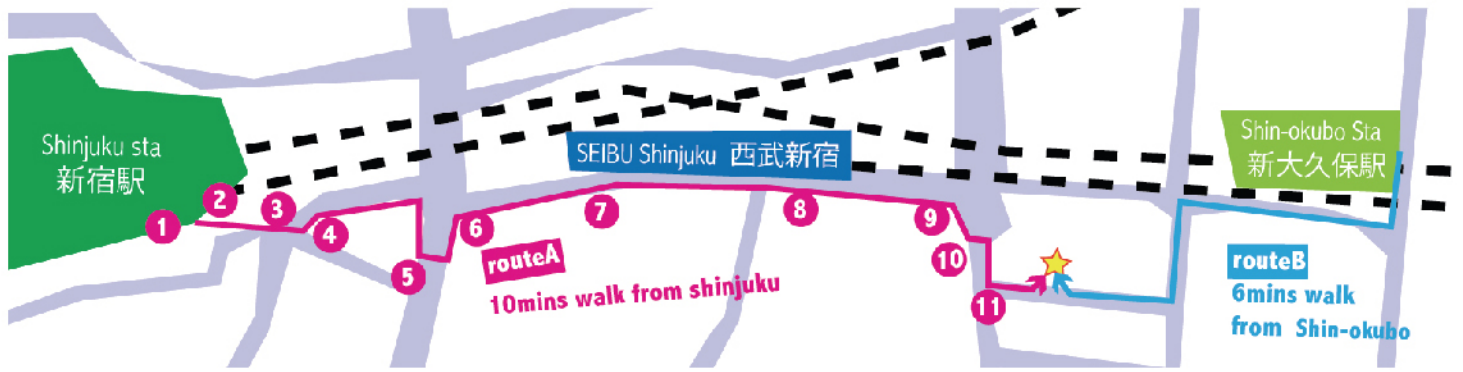 Shinjuku sta
新宿駅
1
2
3
4
5
6
7
8
9
10
11
SEIBU Shinjuku 西武新宿
Shin-okubo Sta
新大久保駅
routeA
10mins walk from shinjuku
routeB
6mins walk
from Shin-okubo